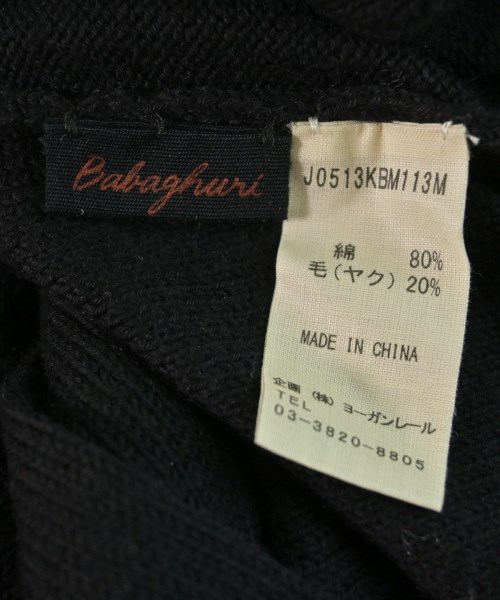 Babaghuri
J0513KBM113M
綿 80%
毛(ヤク) 20%
MADE IN CHINA
企画 (株) ヨーガンレール
TEL
03-3820-8805